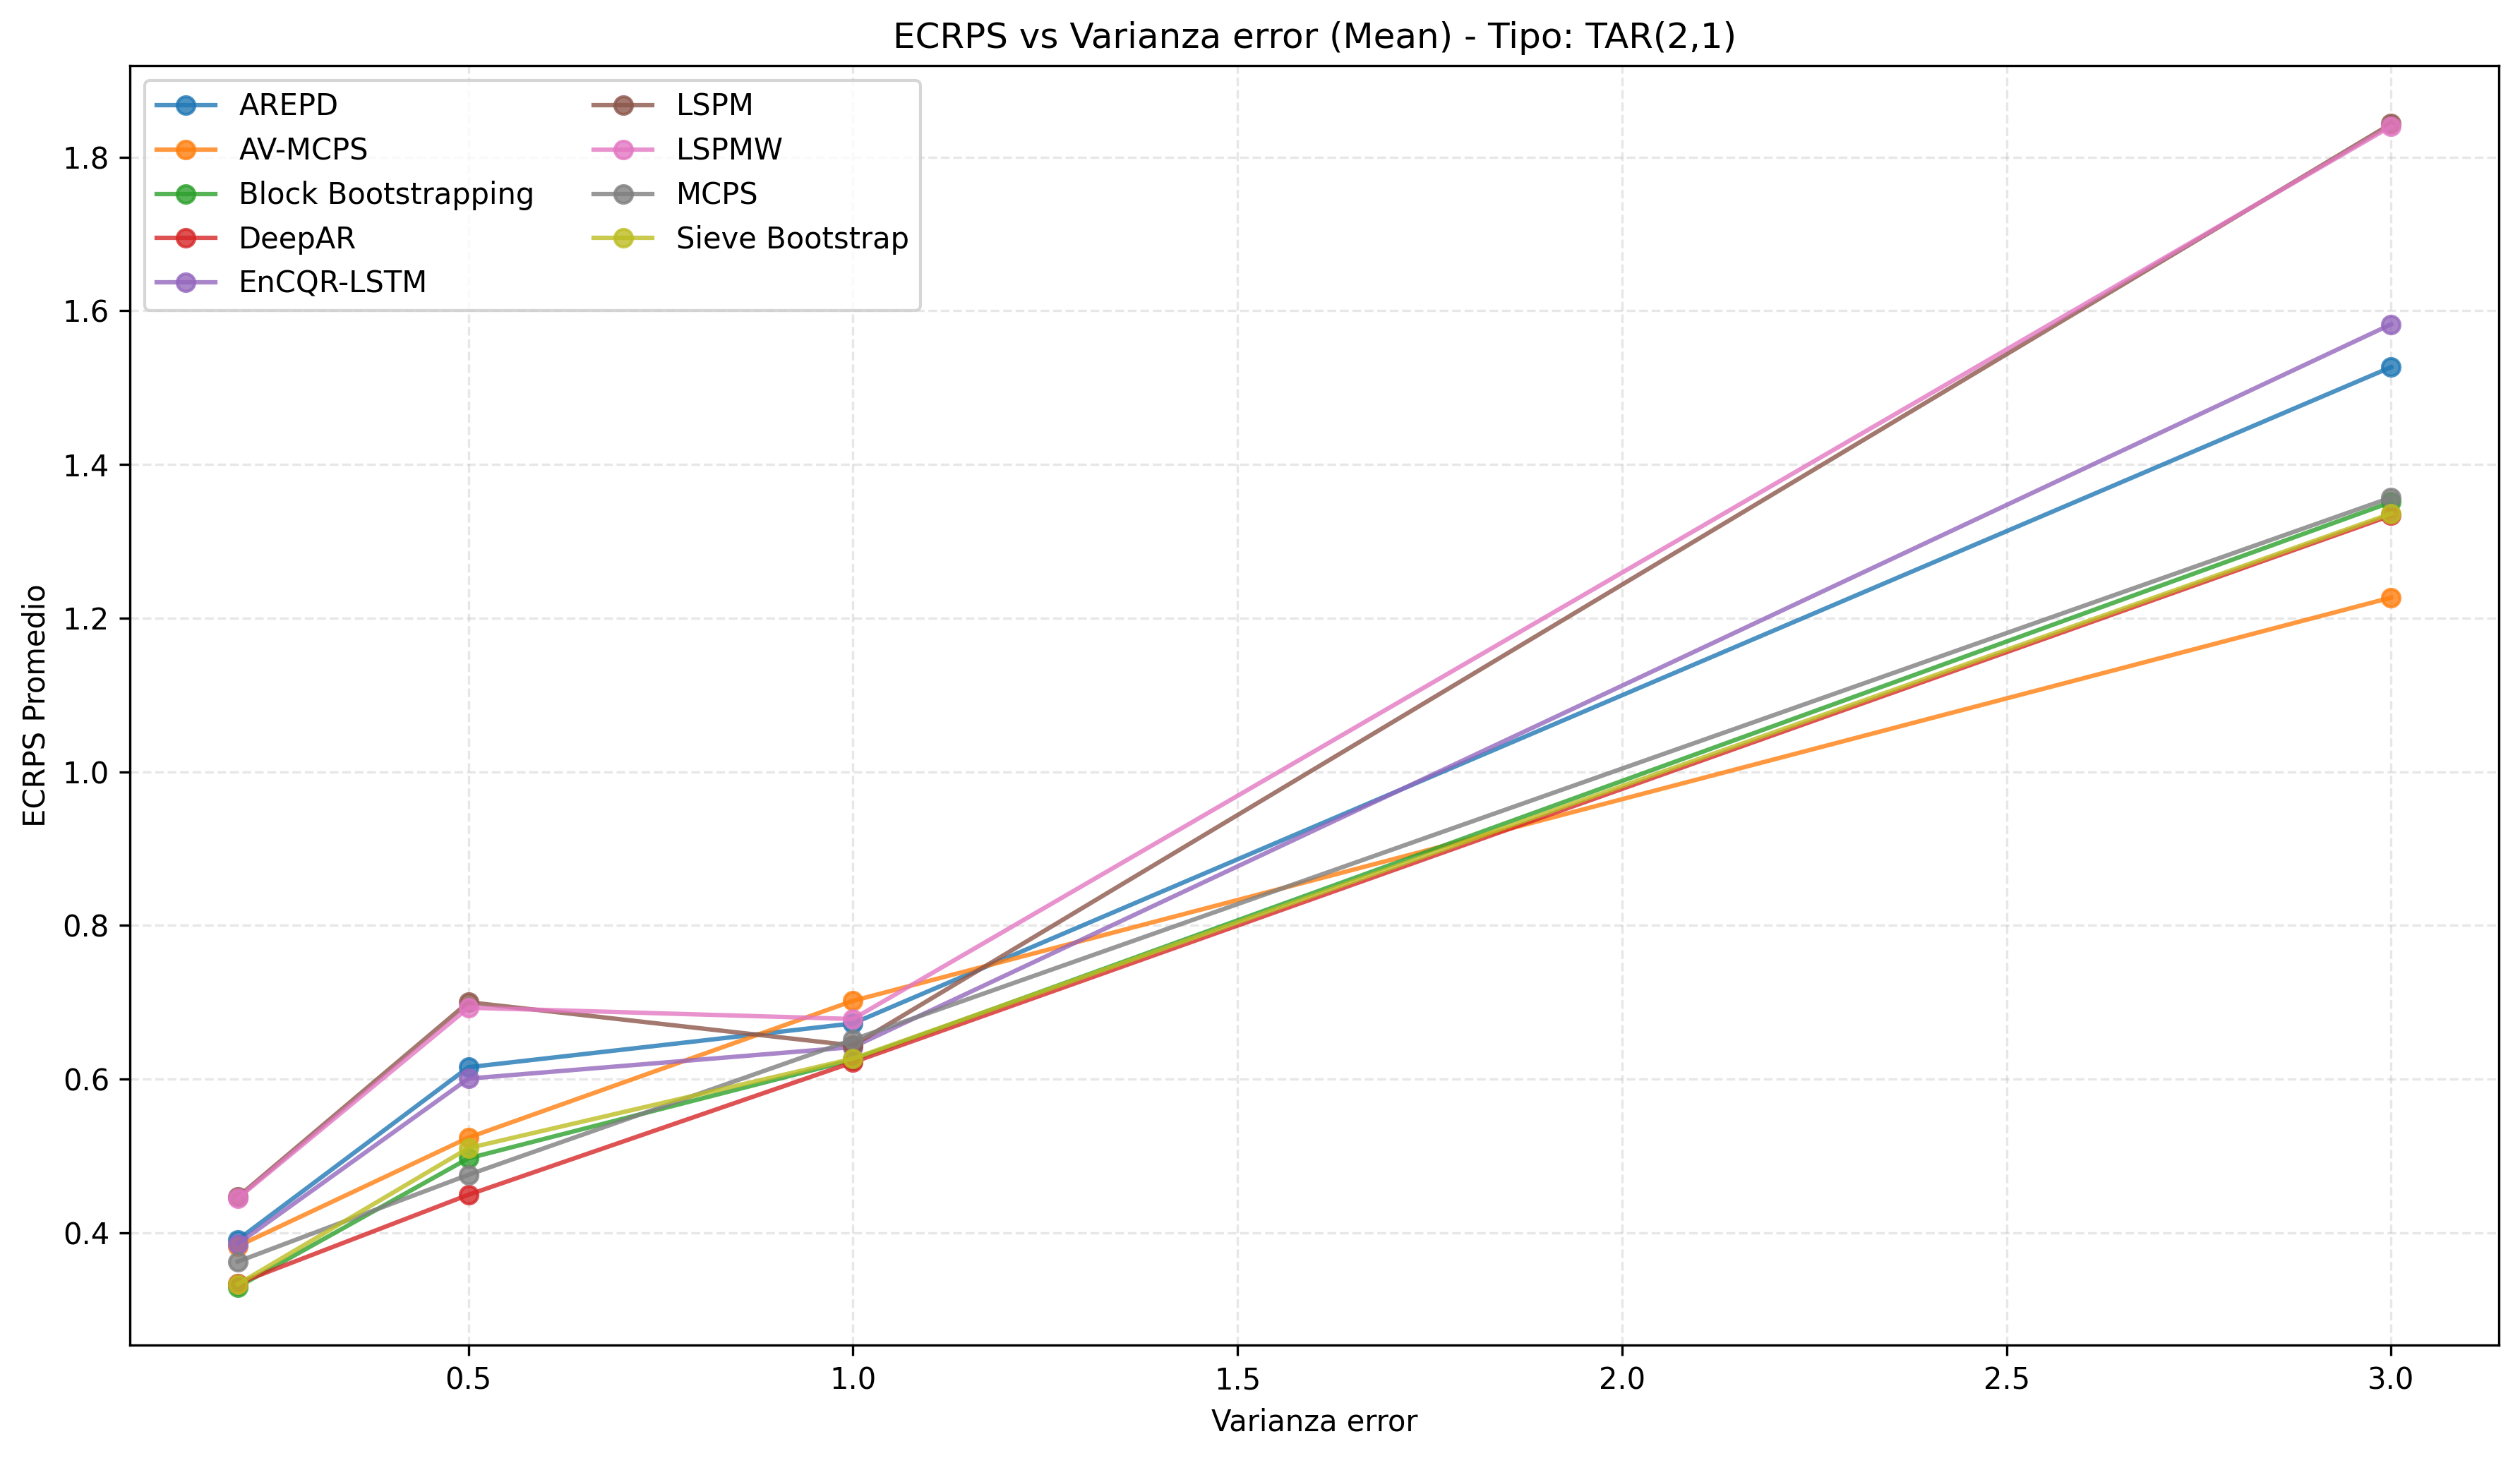 ECRPS vs Varianza error (Mean) - Tipo: TAR(2,1)
AREPD
AV-MCPS
Block Bootstrapping
DeepAR
EnCQR-LSTM
LSPM
LSPMW
MCPS
Sieve Bootstrap
ECRPS Promedio
1.8
1.6
1.4
1.2
1.0
0.8
0.6
0.4
0.5
1.0
1.5
2.0
2.5
3.0
Varianza error